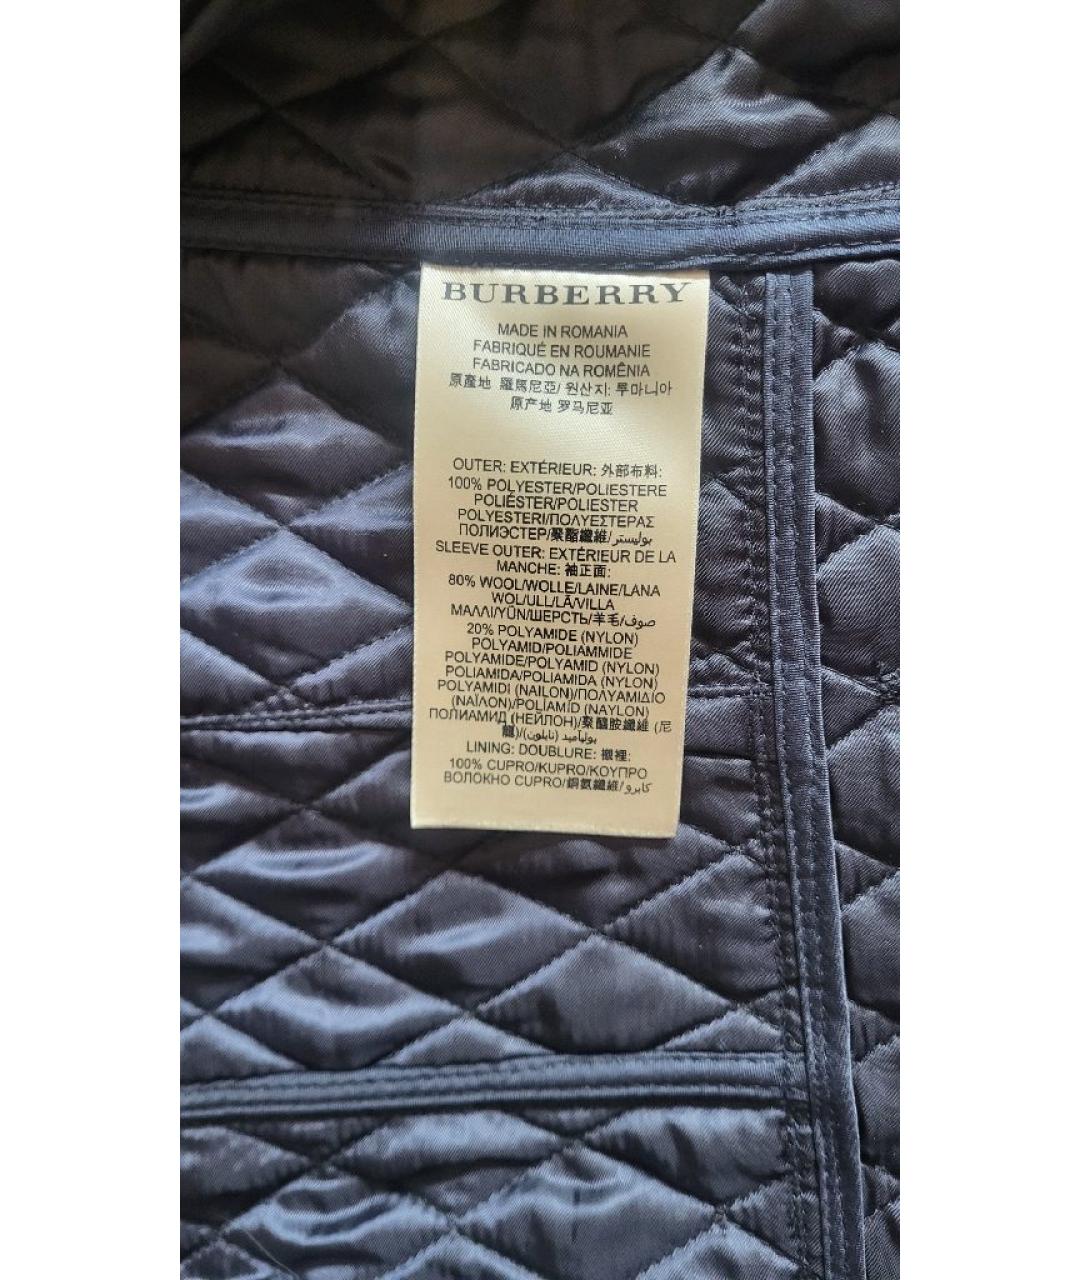 BURBERRY
MADE IN ROMANIA
FABRIQUÉ EN ROUMANIE
FABRICADO NA ROMÊNIA
原產地 羅馬尼亞/ 원산지: 루마니아
原产地 罗马尼亚
OUTER: EXTÉRIEUR: 外部布料:
100% POLYESTER/POLIESTERE
POLIÉSTER/POLIESTER
POLYESTERI/ΠΟΛΥΕΣΤΕΡΑΣ
ПОЛИЭСТЕР/聚酯纖維/بوليستر
SLEEVE OUTER: EXTÉRIEUR DE LA
MANCHE: 袖正面:
80% WOOL/WOLLE/LAINE/LANA
WOL/ULL/LÃ/VILLA
ΜΑΛΛΙ/YÜN/ШЕРСТЬ/羊毛/صوف
20% POLYAMIDE (NYLON)
POLYAMID/POLIAMMIDE
POLYAMIDE/POLYAMID (NYLON)
POLIAMIDA/POLIAMIDA (NYLON)
POLYAMIDI (NAILON)/ΠΟΛΥΑΜΙΔΙΟ
(ΝΑΪΛΟΝ)/POLİAMİD (NAYLON)
ПОЛИАМИД (НЕЙЛОН)/聚醯胺纖維 (尼
龍)/بولياميد (نايلون)
LINING: DOUBLURE: 襯裡:
100% CUPRO/KUPRO/ΚΟΥΠΡΟ
ВОЛОКНО CUPRO/銅氨纖維/كابرو